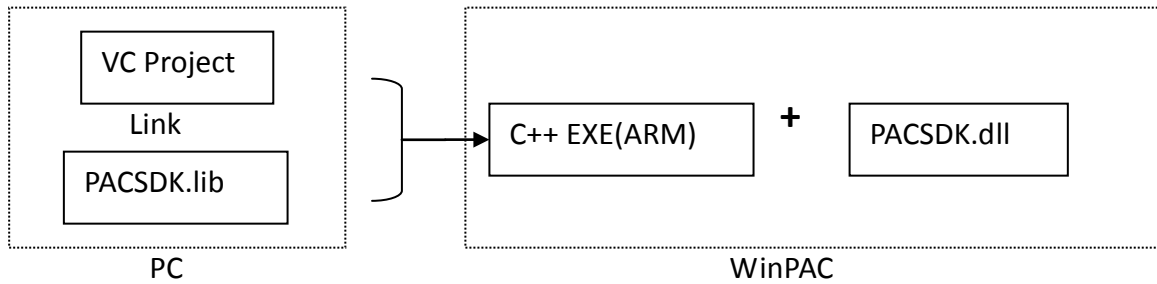 VC Project
Link
PACSDK.lib
PC
C++ EXE(ARM)
+
PACSDK.dll
WinPAC